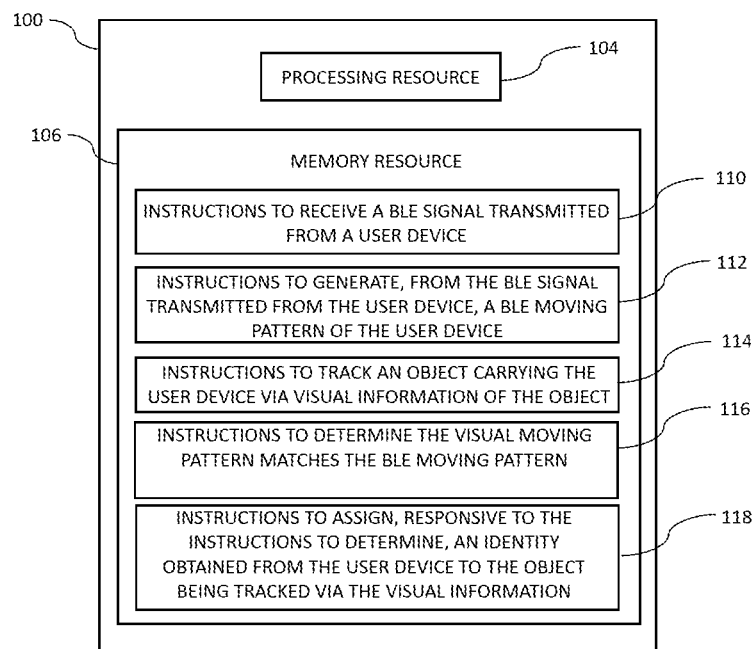 100
PROCESSING RESOURCE
104
106
MEMORY RESOURCE
110
INSTRUCTIONS TO RECEIVE A BLE SIGNAL TRANSMITTED
FROM A USER DEVICE
112
INSTRUCTIONS TO GENERATE, FROM THE BLE SIGNAL
TRANSMITTED FROM THE USER DEVICE, A BLE MOVING
PATTERN OF THE USER DEVICE
114
INSTRUCTIONS TO TRACK AN OBJECT CARRYING THE
USER DEVICE VIA VISUAL INFORMATION OF THE OBJECT
116
INSTRUCTIONS TO DETERMINE THE VISUAL MOVING
PATTERN MATCHES THE BLE MOVING PATTERN
118
INSTRUCTIONS TO ASSIGN, RESPONSIVE TO THE
INSTRUCTIONS TO DETERMINE, AN IDENTITY
OBTAINED FROM THE USER DEVICE TO THE OBJECT
BEING TRACKED VIA THE VISUAL INFORMATION